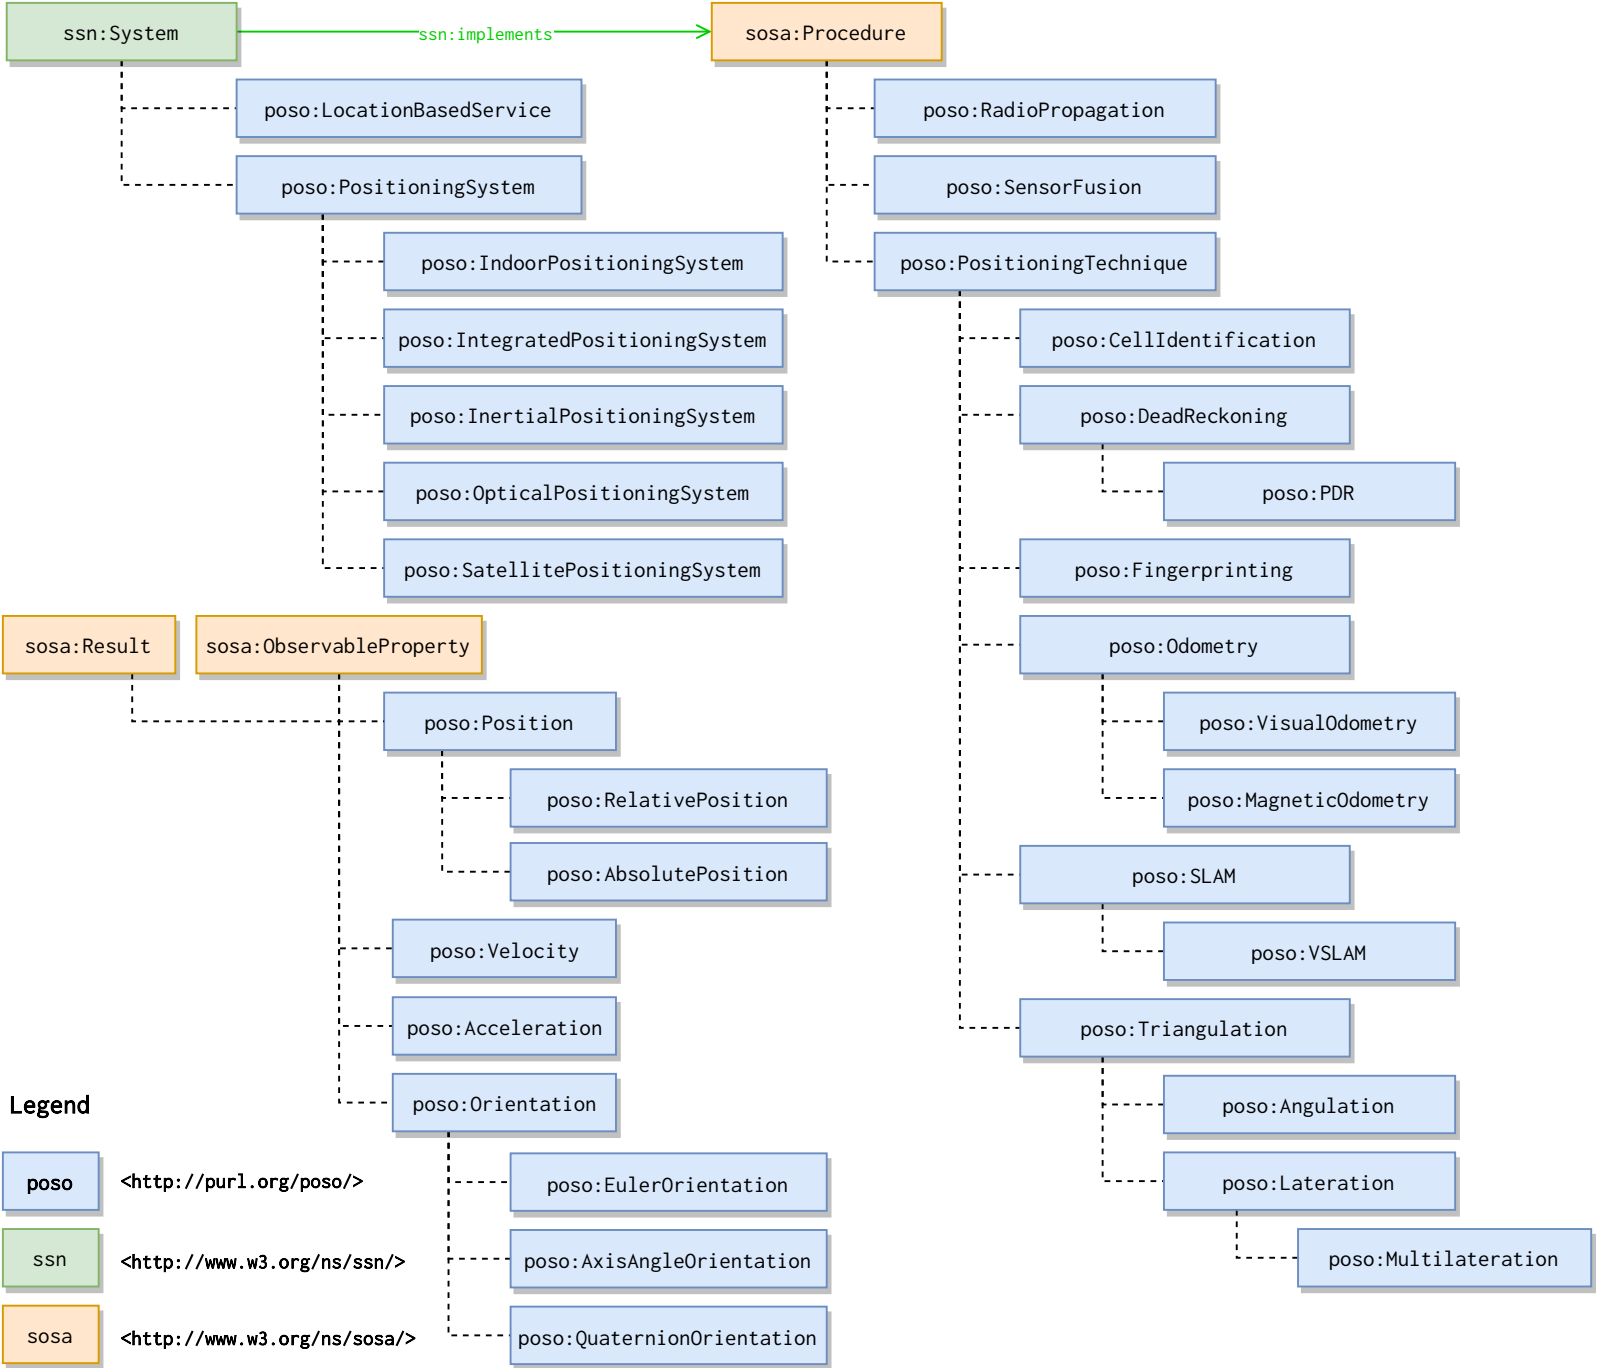 ssn:System
ssn:implements
sosa:Procedure
poso:LocationBasedService
poso:PositioningSystem
poso:IndoorPositioningSystem
poso:IntegratedPositioningSystem
poso:InertialPositioningSystem
poso:OpticalPositioningSystem
poso:SatellitePositioningSystem
poso:RadioPropagation
poso:SensorFusion
poso:PositioningTechnique
poso:CellIdentification
poso:DeadReckoning
poso:PDR
poso:Fingerprinting
poso:Odometry
poso:VisualOdometry
poso:MagneticOdometry
poso:SLAM
poso:VSLAM
poso:Triangulation
poso:Angulation
poso:Lateration
poso:Multilateration
sosa:Result
sosa:ObservableProperty
poso:Position
poso:RelativePosition
poso:AbsolutePosition
poso:Velocity
poso:Acceleration
poso:Orientation
poso:EulerOrientation
poso:AxisAngleOrientation
poso:QuaternionOrientation
Legend
poso <http://purl.org/poso/>
ssn <http://www.w3.org/ns/ssn/>
sosa <http://www.w3.org/ns/sosa/>